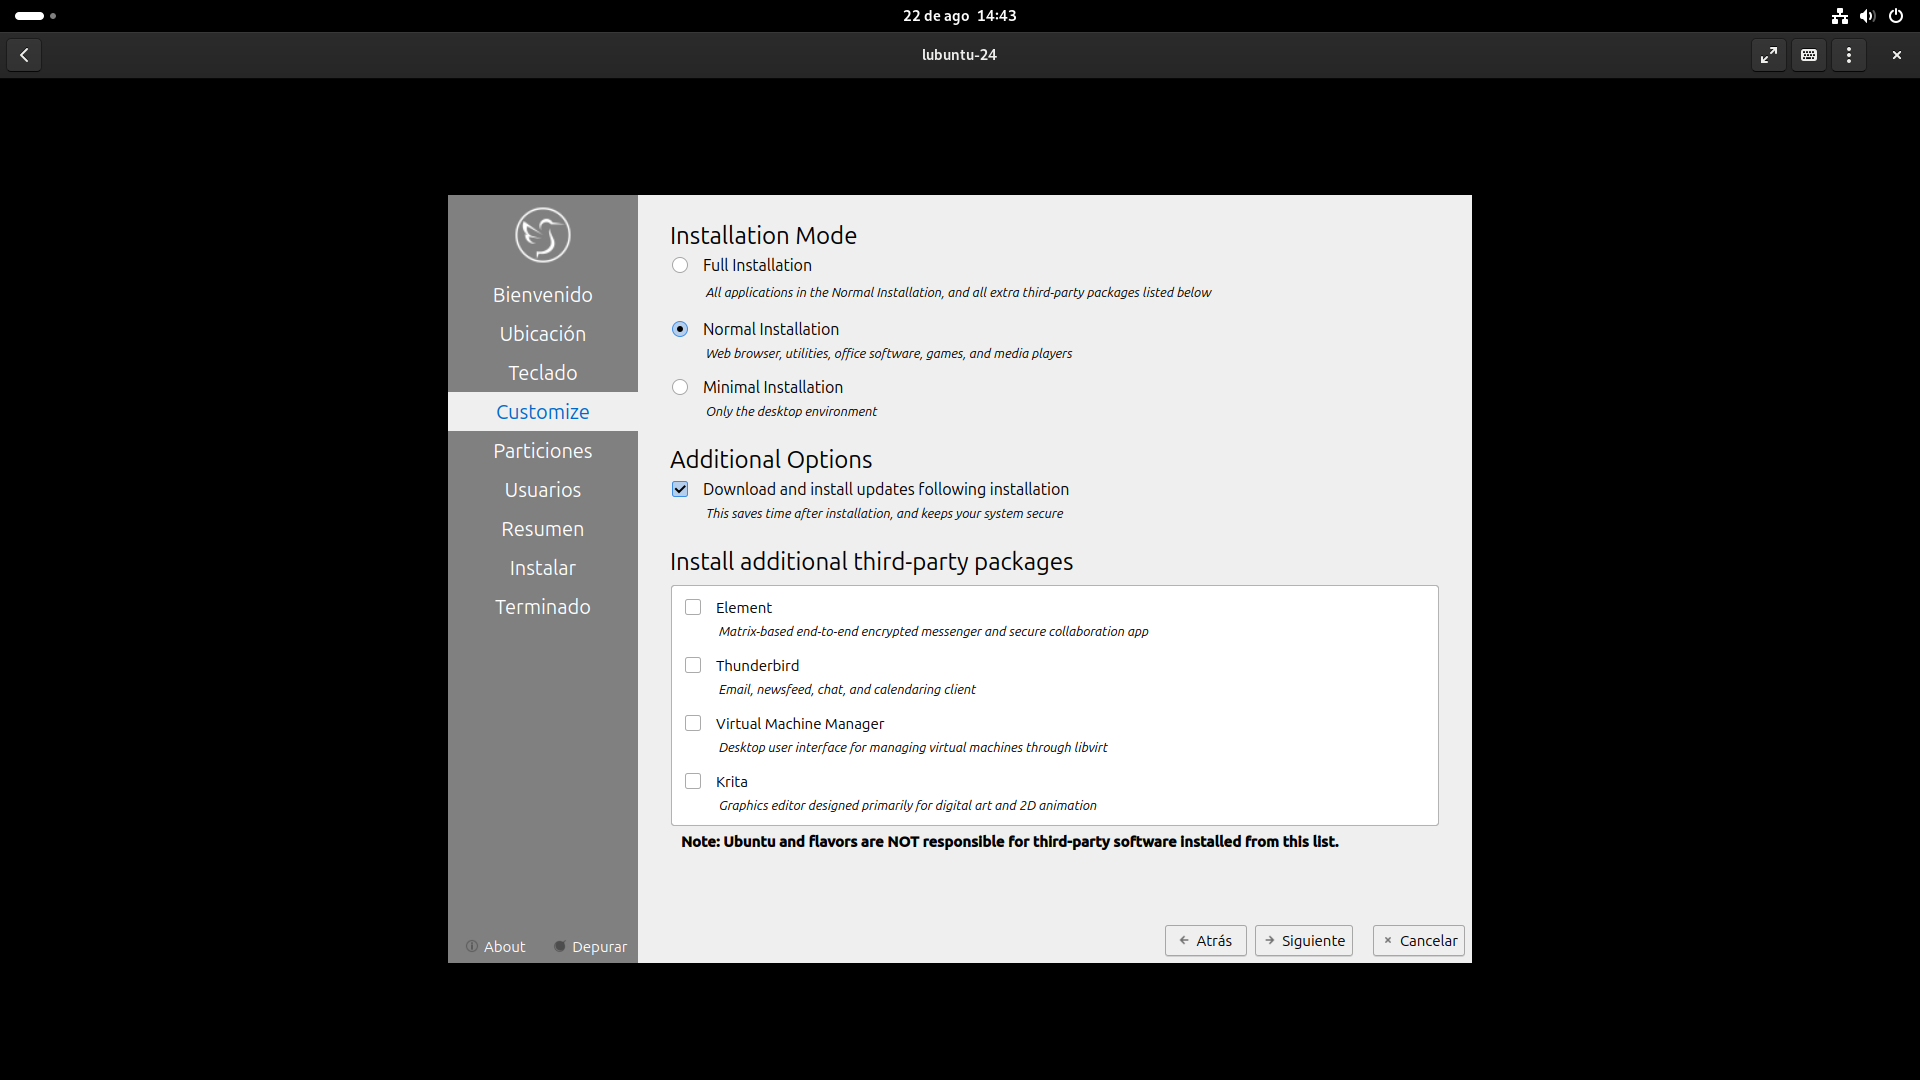 22 de ago 14:43
lubuntu-24
Bienvenido
Ubicación
Teclado
Customize
Particiones
Usuarios
Resumen
Instalar
Terminado
About
Depurar
Installation Mode
Full Installation
All applications in the Normal Installation, and all extra third-party packages listed below
Normal Installation
Web browser, utilities, office software, games, and media players
Minimal Installation
Only the desktop environment
Additional Options
Download and install updates following installation
This saves time after installation, and keeps your system secure
Install additional third-party packages
Element
Matrix-based end-to-end encrypted messenger and secure collaboration app
Thunderbird
Email, newsfeed, chat, and calendaring client
Virtual Machine Manager
Desktop user interface for managing virtual machines through libvirt
Krita
Graphics editor designed primarily for digital art and 2D animation
Note: Ubuntu and flavors are NOT responsible for third-party software installed from this list.
Atrás
Siguiente
Cancelar